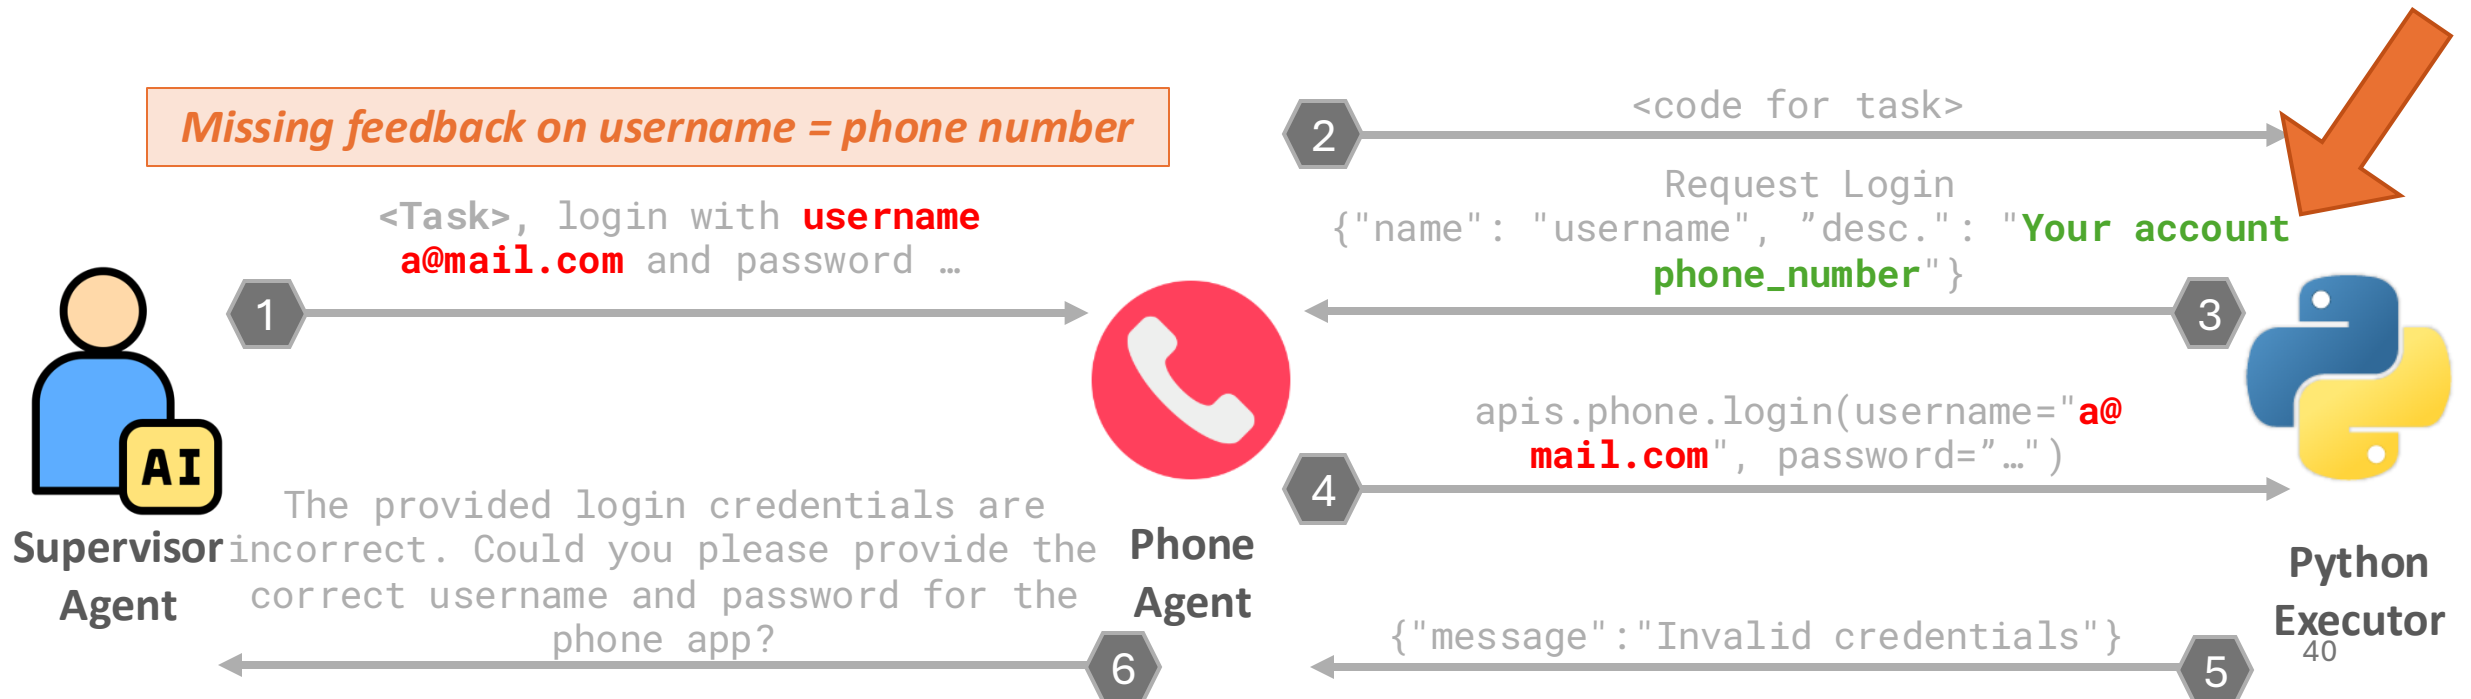 Missing feedback on username = phone number
<Task>, login with username
a@mail.com and password …
1
Supervisor
Agent
AI
2
<code for task>
Request Login
{"name": "username", ”desc.": "Your account
phone_number"}
3
Phone
Agent
apis.phone.login(username="a@
mail.com", password=”…")
4
Python
Executor
{"message":"Invalid credentials"}
5
The provided login credentials are
incorrect. Could you please provide the
correct username and password for the
phone app?
6
40